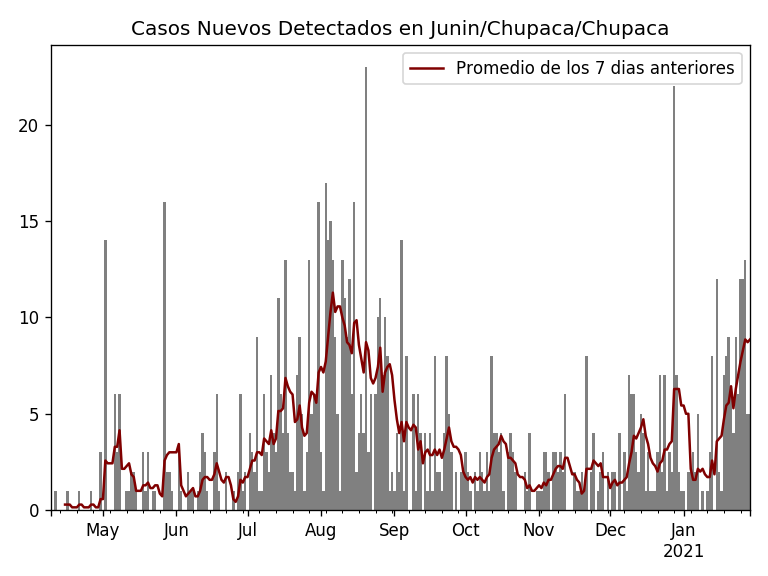 Casos Nuevos Detectados en Junin/Chupaca/Chupaca
Promedio de los 7 dias anteriores
20
15
10
5
0
May Jun Jul Aug Sep Oct Nov Dec Jan
2021